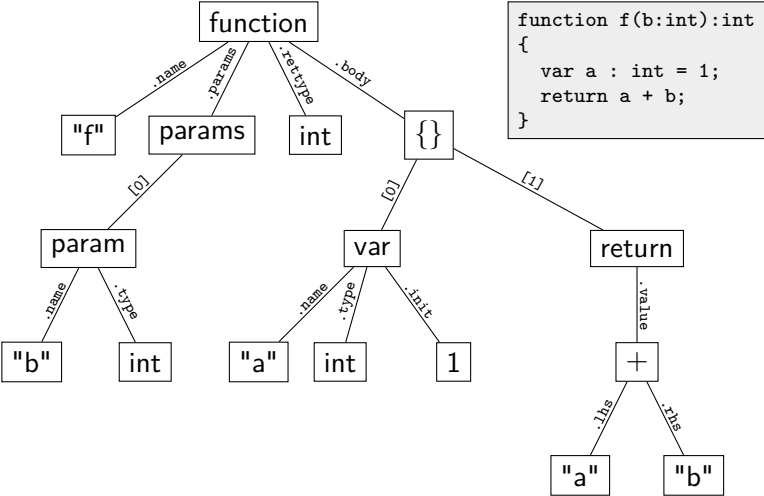 function
function f(b:int):int
{
var a : int = 1;
return a + b;
}
.name
.params
.rettype
.body
"f"
params
int
{}
[0]
[0]
[1]
param
var
return
.name
.type
.name
.type
.init
.value
"b"
int
"a"
int
1
+
.lhs
.rhs
"a"
"b"